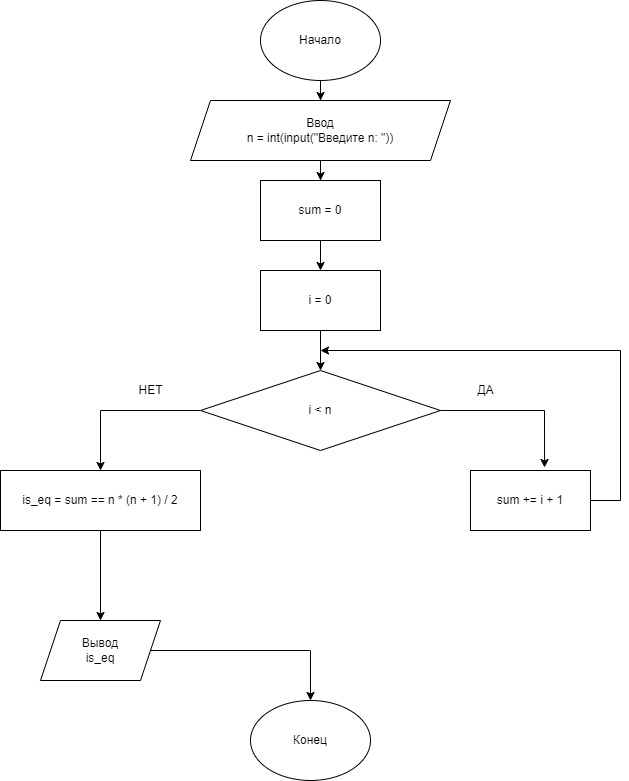 Начало
Ввод
n = int(input("Введите n: "))
sum = 0
i = 0
НЕТ
ДА
i < n
is_eq = sum == n * (n + 1) / 2
sum += i + 1
Вывод
is_eq
Конец